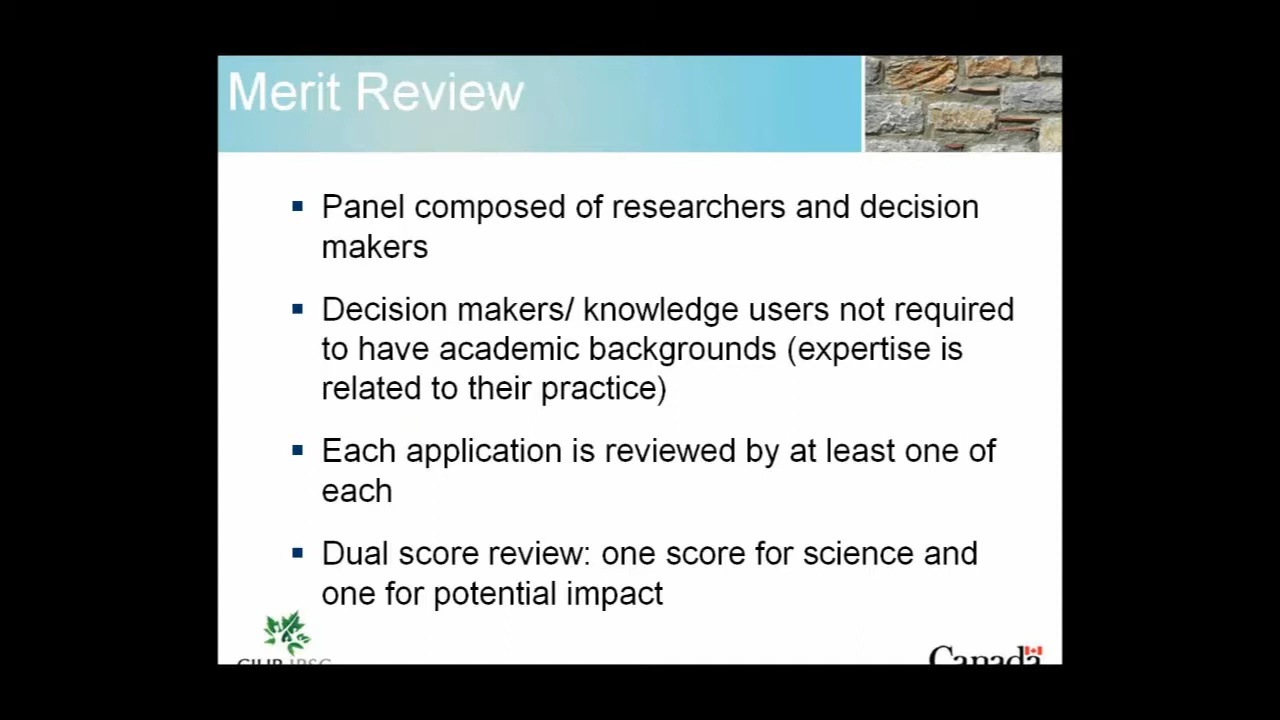 Merit Review
▪ Panel composed of researchers and decision
makers
▪ Decision makers/ knowledge users not required
to have academic backgrounds (expertise is
related to their practice)
▪ Each application is reviewed by at least one of
each
▪ Dual score review: one score for science and
one for potential impact
Canada